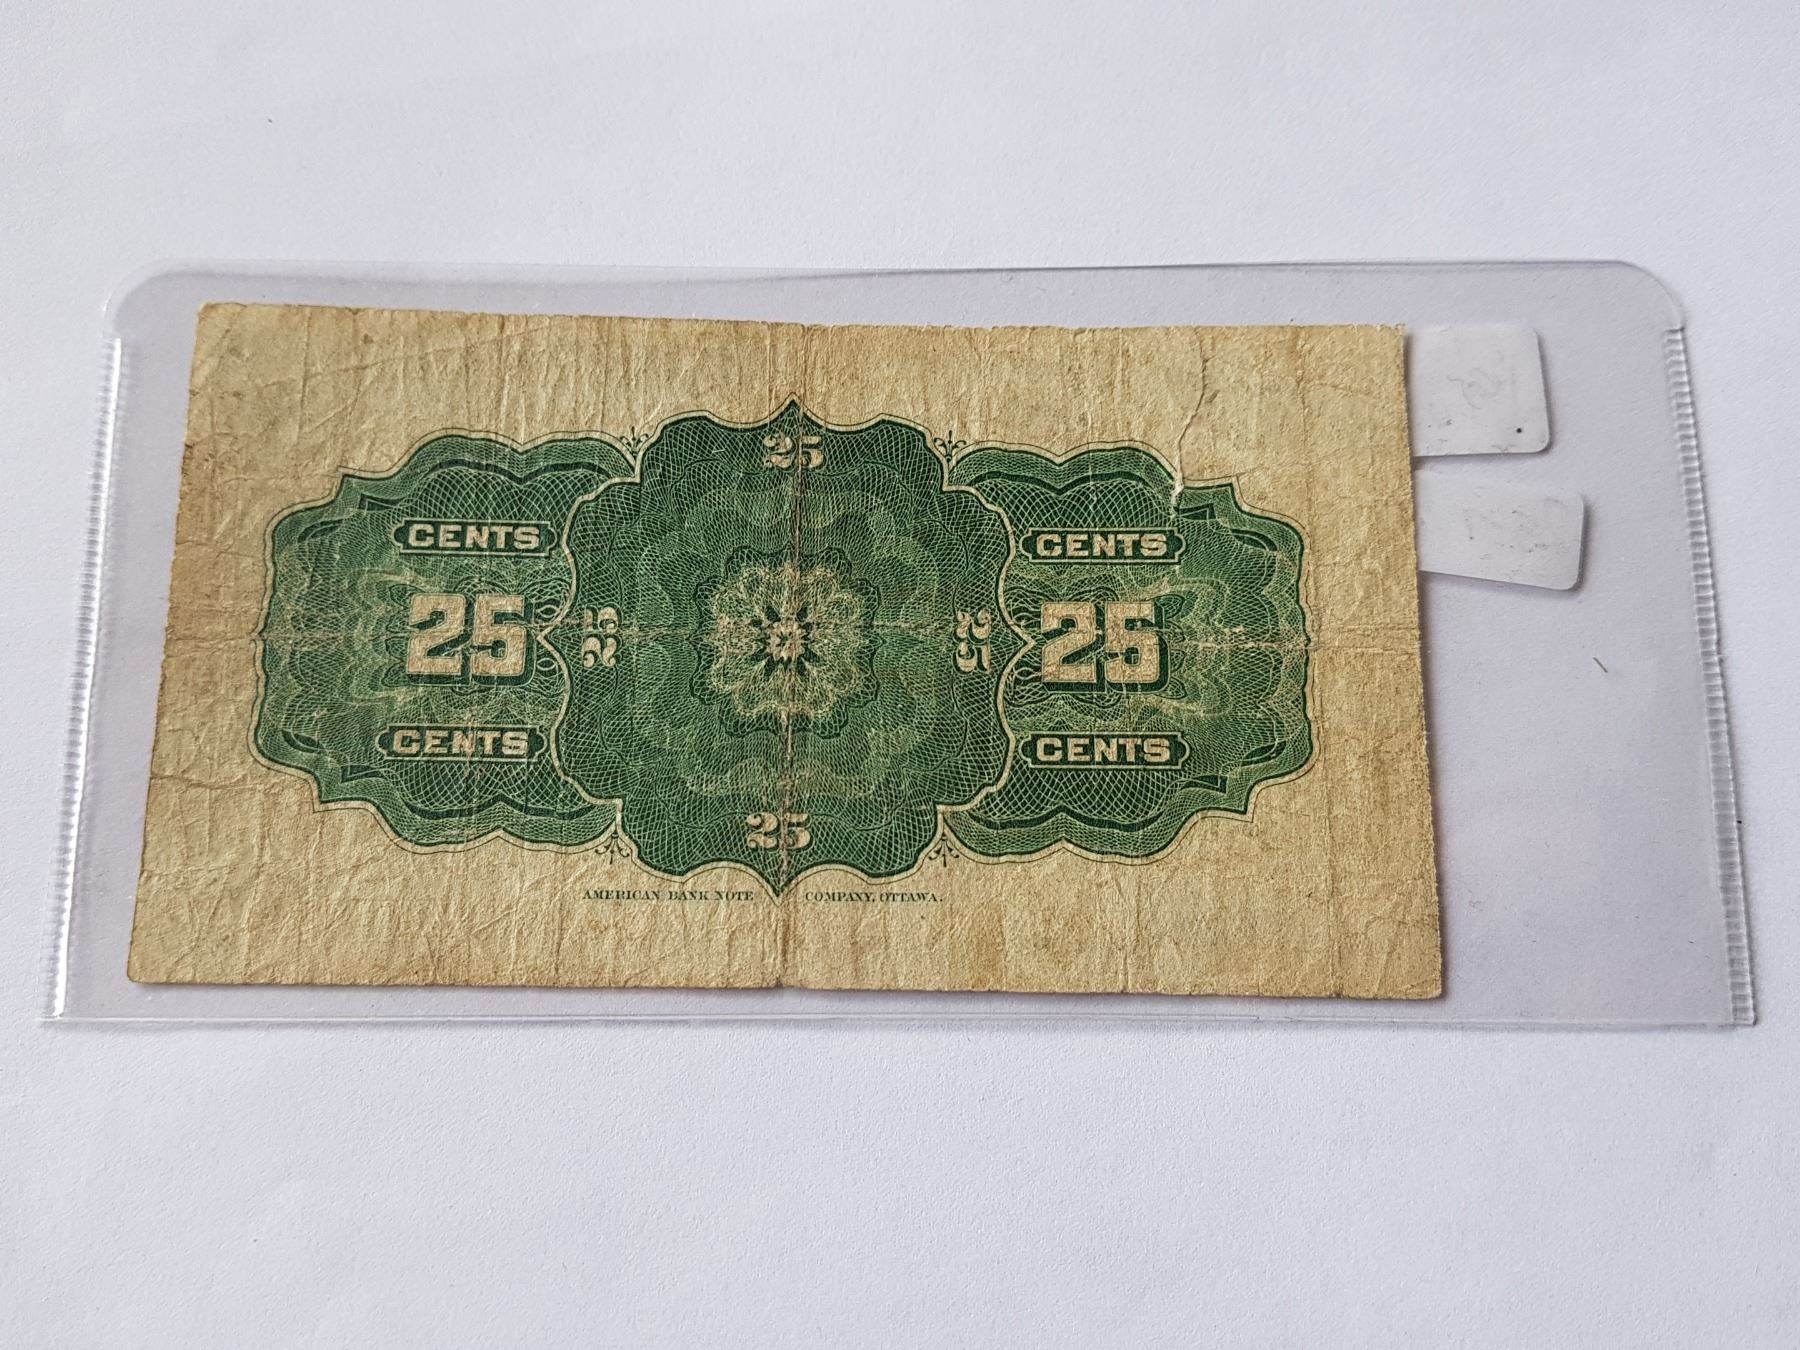 25
CENTS CENTS
25 25 25 25
CENTS CENTS
25
AMERICAN BANK NOTE COMPANY, OTTAWA.